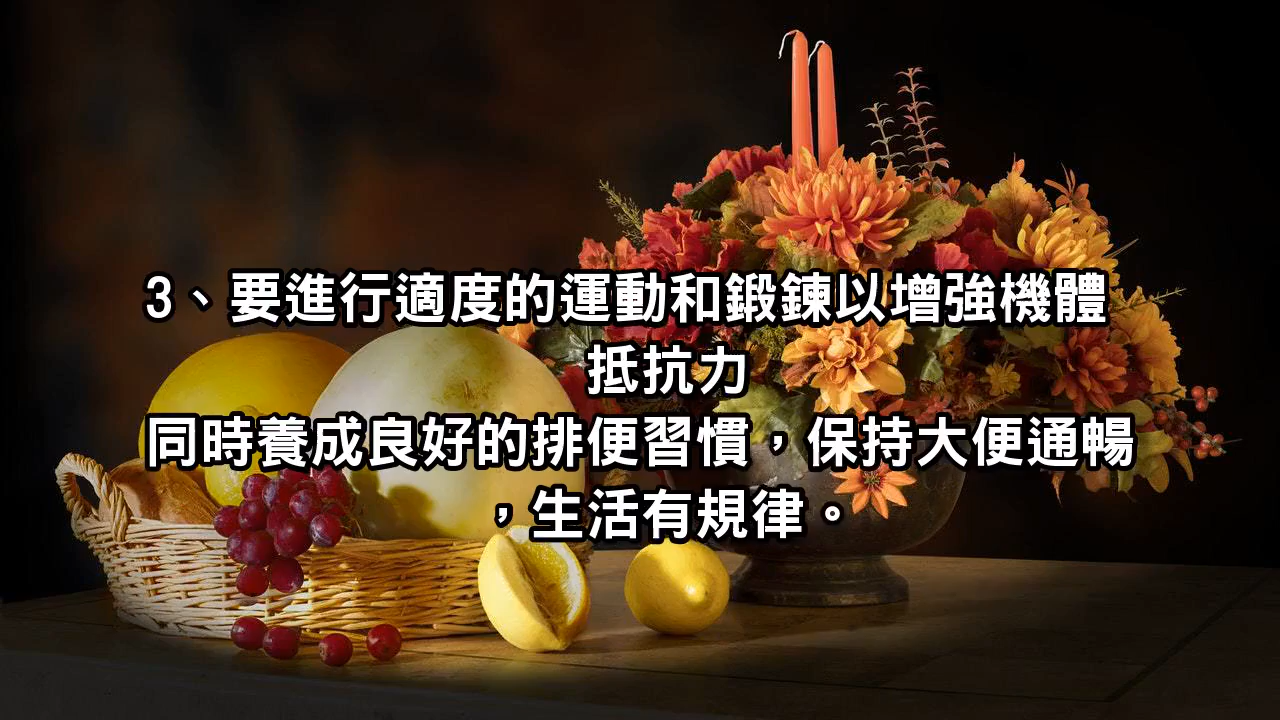 3、要進行適度的運動和鍛鍊以增強機體
抵抗力
同時養成良好的排便習慣，保持大便通暢
，生活有規律。